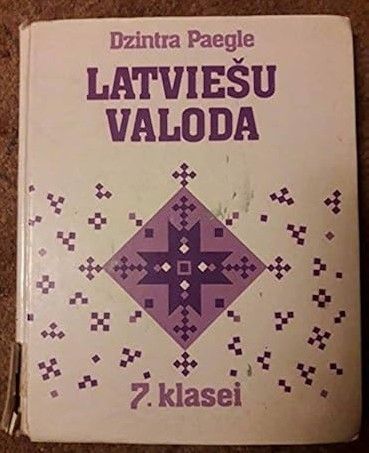 Dzintra Paegle
LATVIEŠU
VALODA
7. klasei